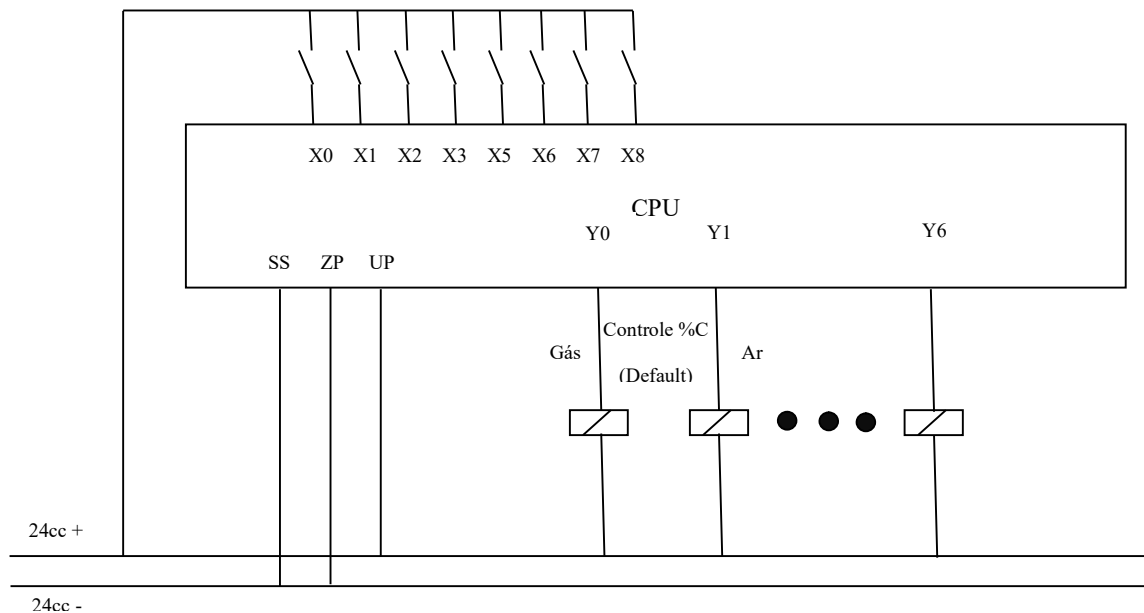 X0 X1 X2 X3 X5 X6 X7 X8
CPU
Y0 Y1 Y6
SS ZP UP
Controle %C
Gás Ar
(Default)
24cc +
24cc -